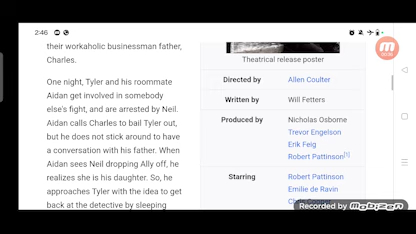 2:46
their workaholic businessman father,
Charles.
One night, Tyler and his roommate
Aidan get involved in somebody
else's fight, and are arrested by Neil.
Aidan calls Charles to bail Tyler out,
but he does not stick around to have
a conversation with his father. When
Aidan sees Neil dropping Ally off, he
realizes she is his daughter. So, he
approaches Tyler with the idea to get
back at the detective by sleeping
Theatrical release poster
Directed by Allen Coulter
Written by Will Fetters
Produced by Nicholas Osborne
Trevor Engelson
Erik Feig
Robert Pattinson[1]
Starring Robert Pattinson
Emilie de Ravin
Chris Cooper
Recorded by Mobizen